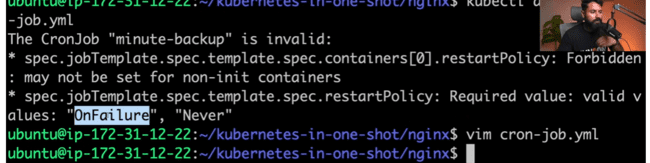 ubuntu@ip-172-31-12-22:~/kubernetes-in-one-shot/nginx$ kubectl
-job.yml
The CronJob "minute-backup" is invalid:
* spec.jobTemplate.spec.template.spec.containers[0].restartPolicy: Forbidden
: may not be set for non-init containers
* spec.jobTemplate.spec.template.spec.restartPolicy: Required value: valid v
alues: "OnFailure", "Never"
ubuntu@ip-172-31-12-22:~/kubernetes-in-one-shot/nginx$ vim cron-job.yml
ubuntu@ip-172-31-12-22:~/kubernetes-in-one-shot/nginx$